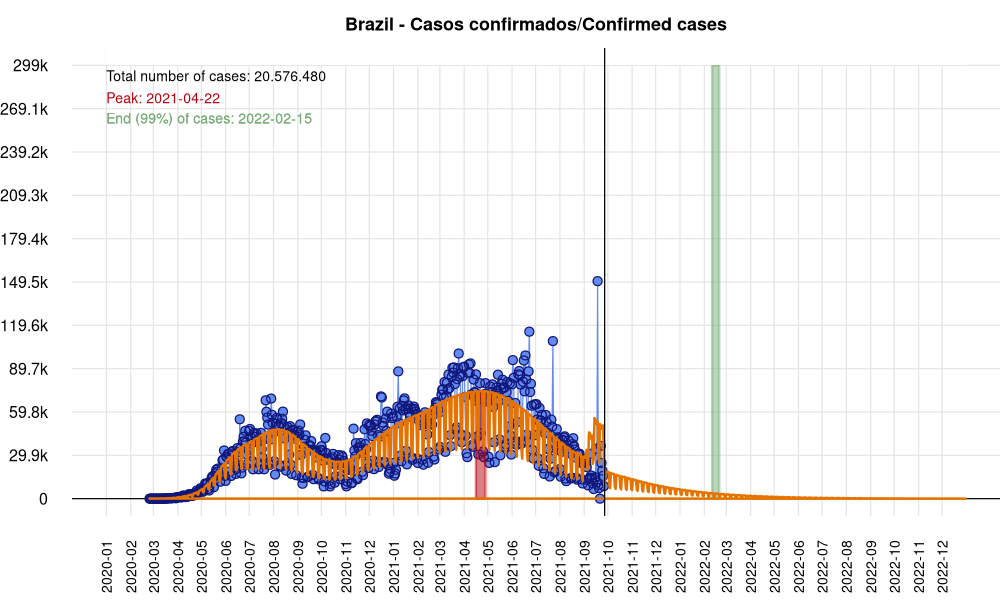 Brazil - Casos confirmados/Confirmed cases
Total number of cases: 20.576.480
Peak: 2021-04-22
End (99%) of cases: 2022-02-15
299k
269.1k
239.2k
209.3k
179.4k
149.5k
119.6k
89.7k
59.8k
29.9k
0
2020-01
2020-02
2020-03
2020-04
2020-05
2020-06
2020-07
2020-08
2020-09
2020-10
2020-11
2020-12
2021-01
2021-02
2021-03
2021-04
2021-05
2021-06
2021-07
2021-08
2021-09
2021-10
2021-11
2021-12
2022-01
2022-02
2022-03
2022-04
2022-05
2022-06
2022-07
2022-08
2022-09
2022-10
2022-11
2022-12